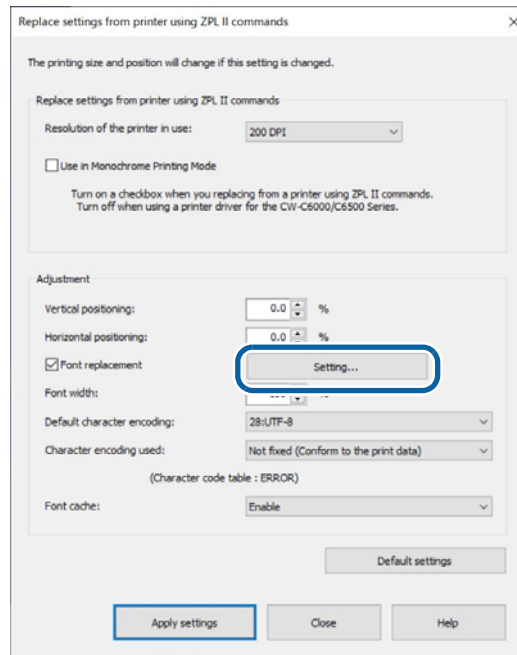 Replace settings from printer using ZPL II commands
The printing size and position will change if this setting is changed.
Replace settings from printer using ZPL II commands
Resolution of the printer in use: 200 DPI
Use in Monochrome Printing Mode
Turn on a checkbox when you replacing from a printer using ZPL II commands.
Turn off when using a printer driver for the CW-C6000/C6500 Series.
Adjustment
Vertical positioning: 0.0 %
Horizontal positioning: 0.0 %
Font replacement Setting...
Font width:
Default character encoding: 28:UTF-8
Character encoding used: Not fixed (Conform to the print data)
(Character code table : ERROR)
Font cache: Enable
Default settings
Apply settings Close Help